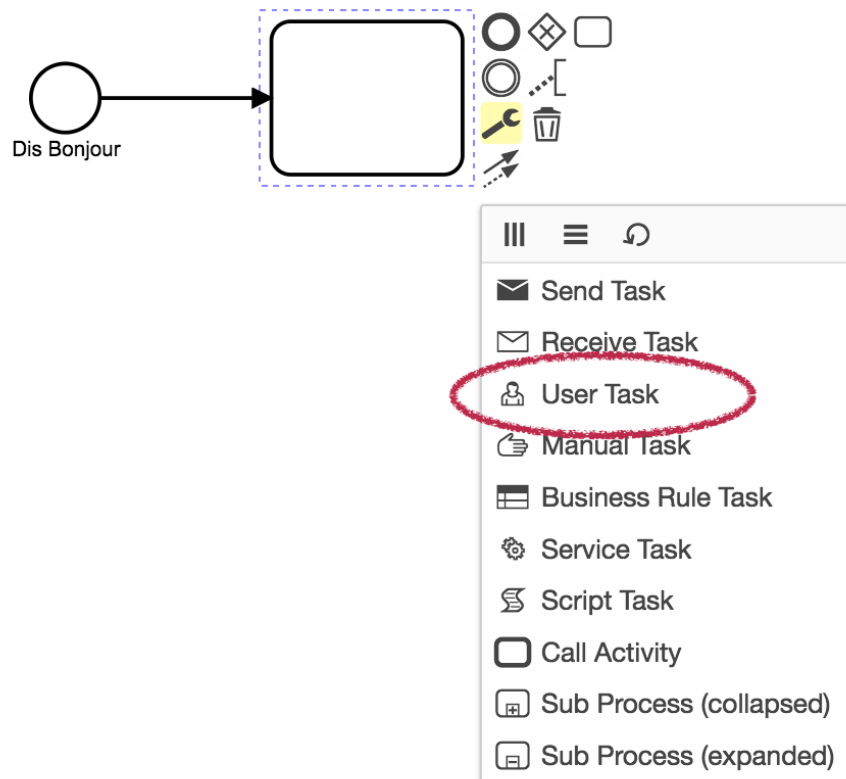 Dis Bonjour
Send Task
Receive Task
User Task
Manual Task
Business Rule Task
Service Task
Script Task
Call Activity
Sub Process (collapsed)
Sub Process (expanded)